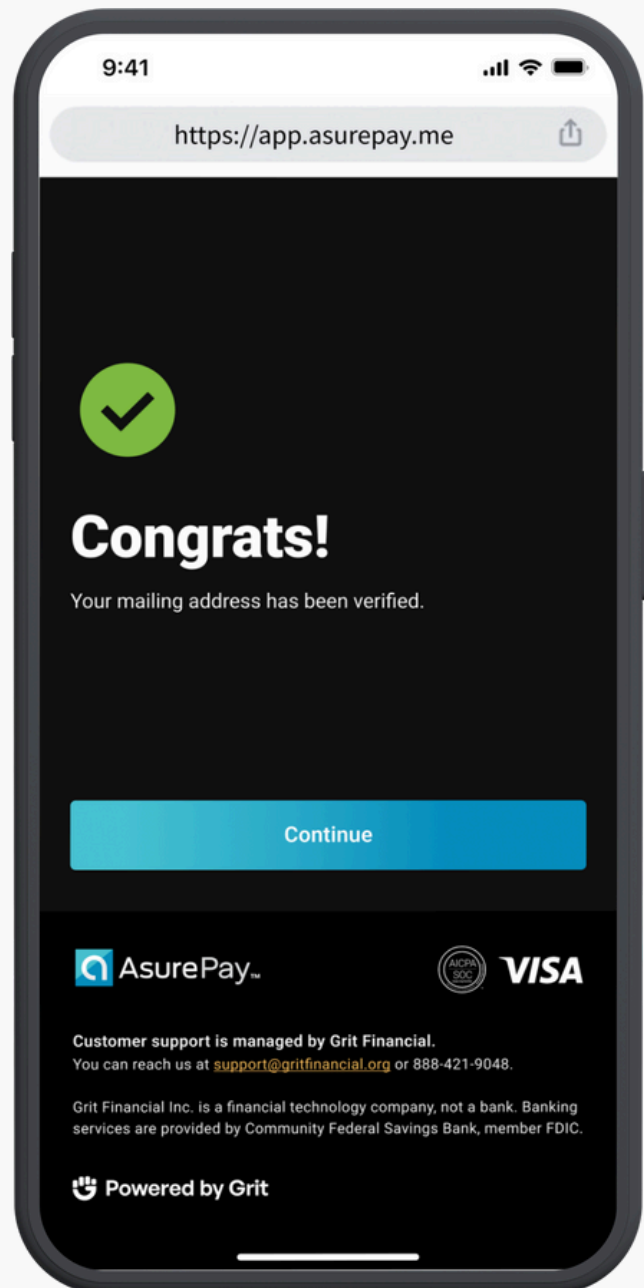 9:41
https://app.asurepay.me
Congrats!
Your mailing address has been verified.
Continue
AsurePay™
AICPA
SOC
VISA
Customer support is managed by Grit Financial.
You can reach us at support@gritfinancial.org or 888-421-9048.
Grit Financial Inc. is a financial technology company, not a bank. Banking
services are provided by Community Federal Savings Bank, member FDIC.
Powered by Grit